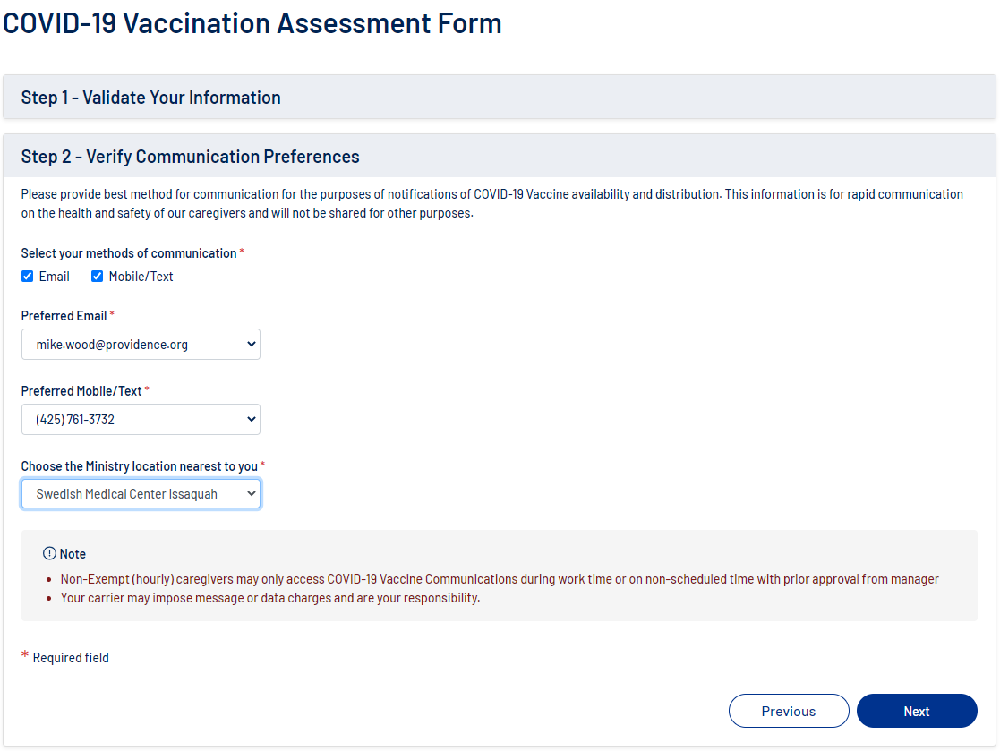 COVID-19 Vaccination Assessment Form
Step 1 - Validate Your Information
Step 2 - Verify Communication Preferences
Please provide best method for communication for the purposes of notifications of COVID-19 Vaccine availability and distribution. This information is for rapid communication
on the health and safety of our caregivers and will not be shared for other purposes.
Select your methods of communication *
Email Mobile/Text
Preferred Email *
mike.wood@providence.org
Preferred Mobile/Text *
(425) 761-3732
Choose the Ministry location nearest to you *
Swedish Medical Center Issaquah
Note
• Non-Exempt (hourly) caregivers may only access COVID-19 Vaccine Communications during work time or on non-scheduled time with prior approval from manager
• Your carrier may impose message or data charges and are your responsibility.
* Required field
Previous Next